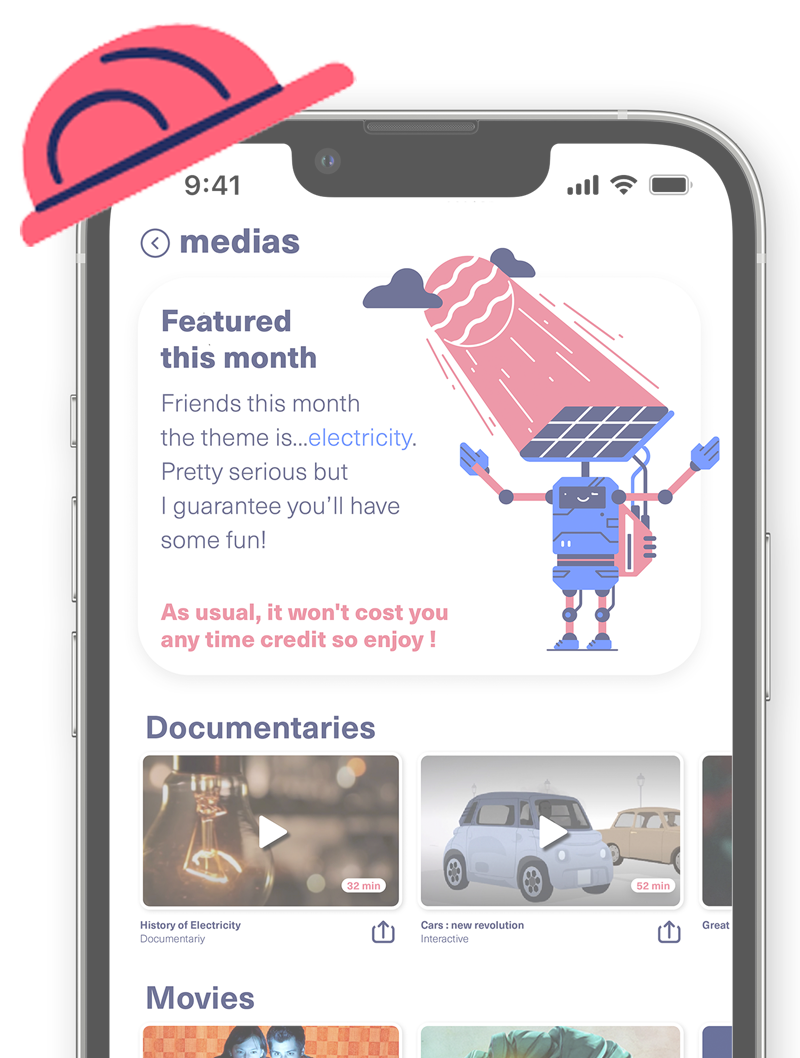 9:41
medias
Featured
this month
Friends this month
the theme is...electricity.
Pretty serious but
I guarantee you'll have
some fun!
As usual, it won't cost you
any time credit so enjoy !
Documentaries
32 min
52 min
History of Electricity
Documentariy
Cars : new revolution
Interactive
Great
Movies